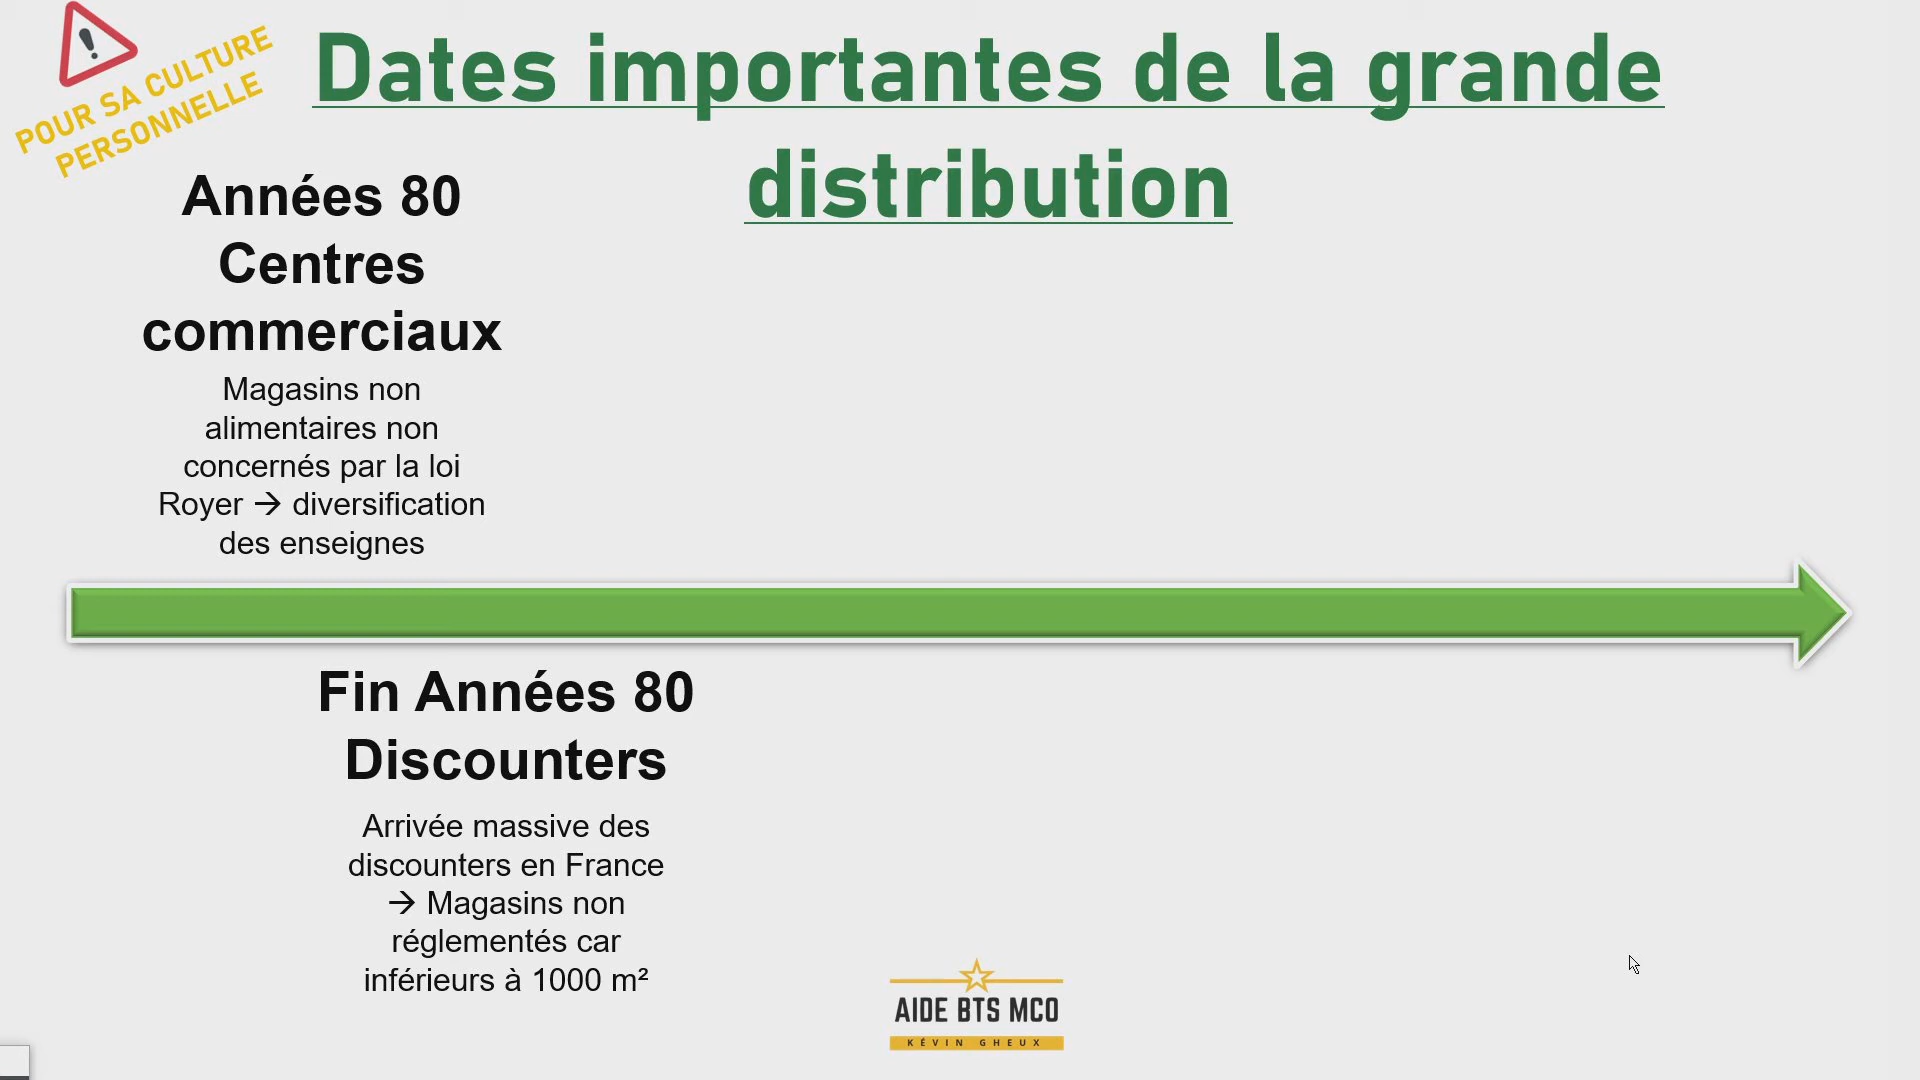 POUR SA CULTURE
PERSONNELLE
Dates importantes de la grande
distribution
Années 80
Centres
commerciaux
Magasins non
alimentaires non
concernés par la loi
Royer → diversification
des enseignes
Fin Années 80
Discounters
Arrivée massive des
discounters en France
→ Magasins non
réglementés car
inférieurs à 1000 m²
AIDE BTS MCO
KÉVIN GHEUX